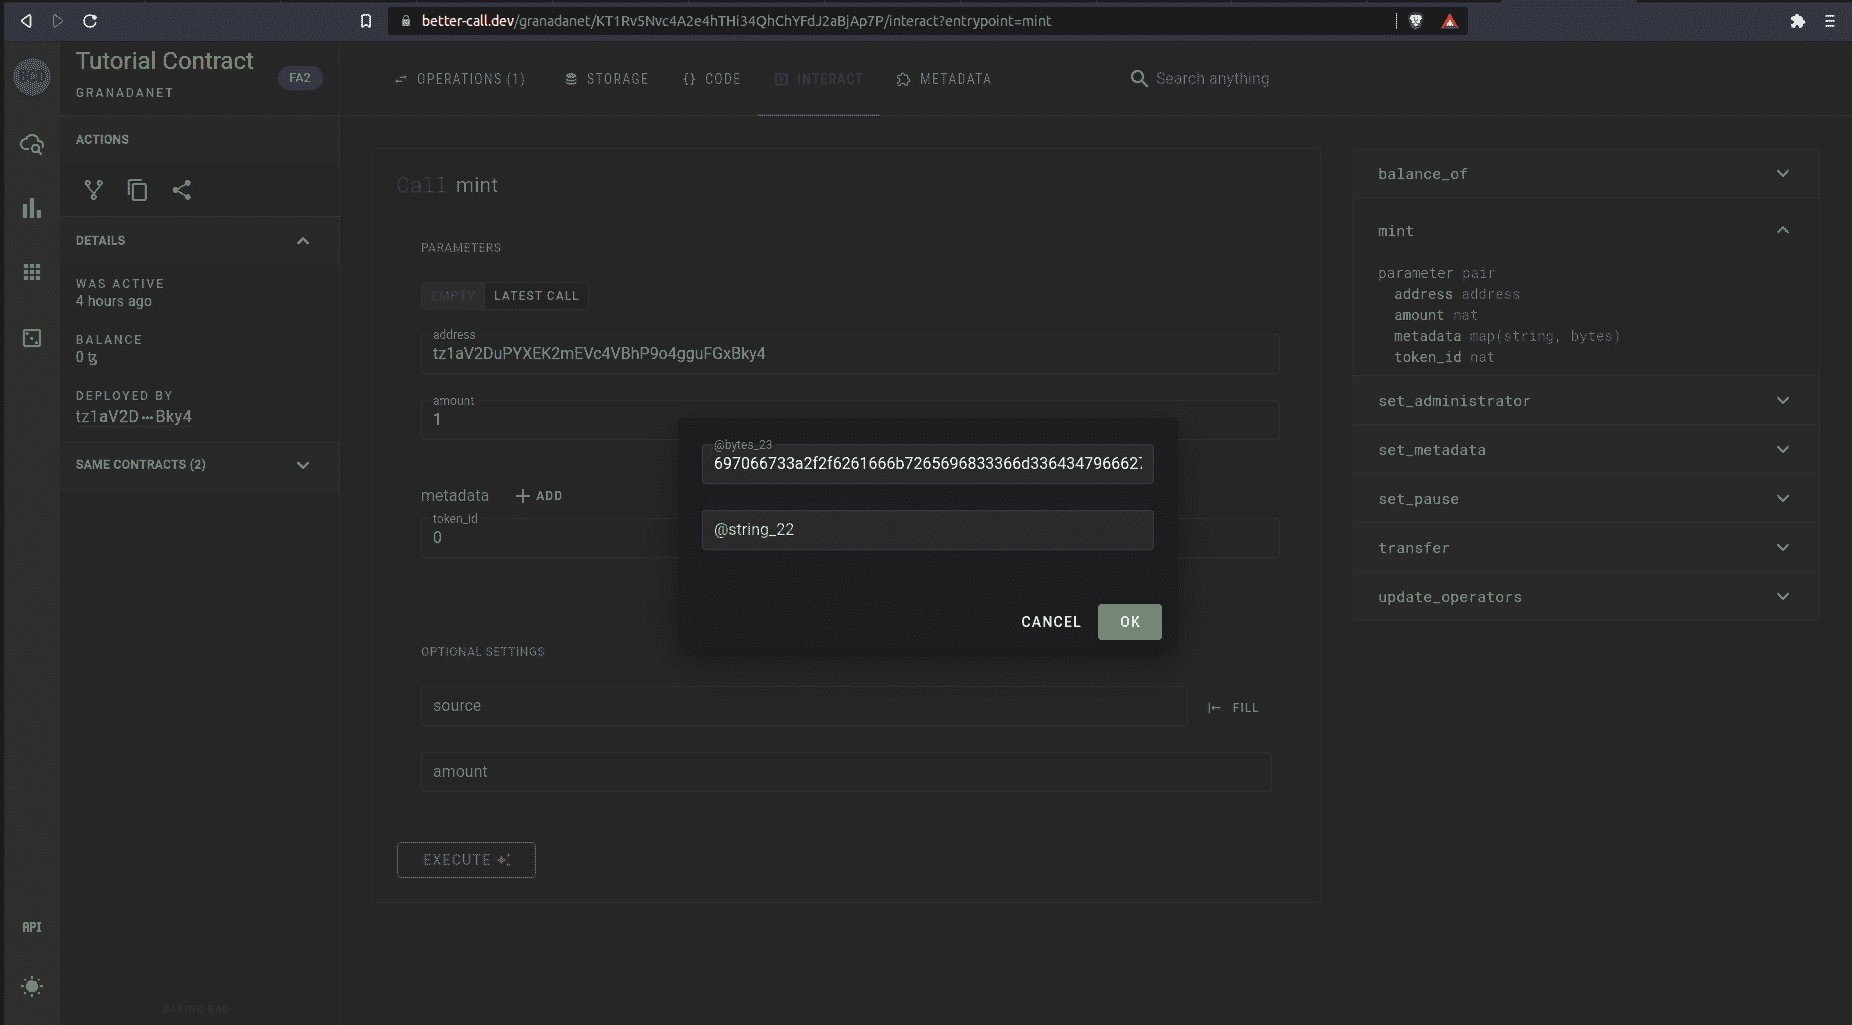 better-call.dev/granadanet/KT1Rv5Nvc4A2e4hTHi34QhChYFdJ2aBjAp7P/interact?entrypoint=mint
Tutorial Contract
FA2
GRANADANET
OPERATIONS (1)
STORAGE
{} CODE
INTERACT
METADATA
Search anything
ACTIONS
DETAILS
WAS ACTIVE
4 hours ago
BALANCE
0 ꜩ
DEPLOYED BY
tz1aV2D···Bky4
SAME CONTRACTS (2)
API
BAKING BAD
Call mint
PARAMETERS
EMPTY
LATEST CALL
address
tz1aV2DuPYXEK2mEVc4VBhP9o4gguFGxBky4
amount
1
metadata
+ ADD
token_id
0
@bytes_23
697066733a2f2f6261666b7265696833366d336434796662
@string_22
CANCEL
OK
OPTIONAL SETTINGS
source
FILL
amount
EXECUTE
balance_of
mint
parameter pair
address address
amount nat
metadata map(string, bytes)
token_id nat
set_administrator
set_metadata
set_pause
transfer
update_operators